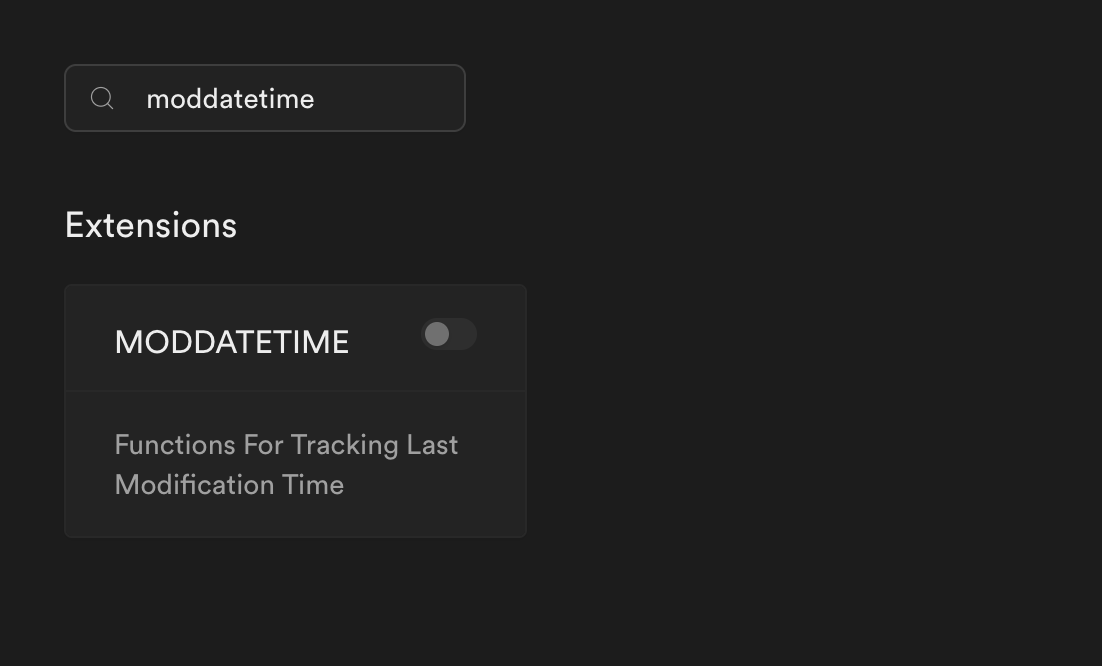 moddatetime
Extensions
MODDATETIME
Functions For Tracking Last
Modification Time